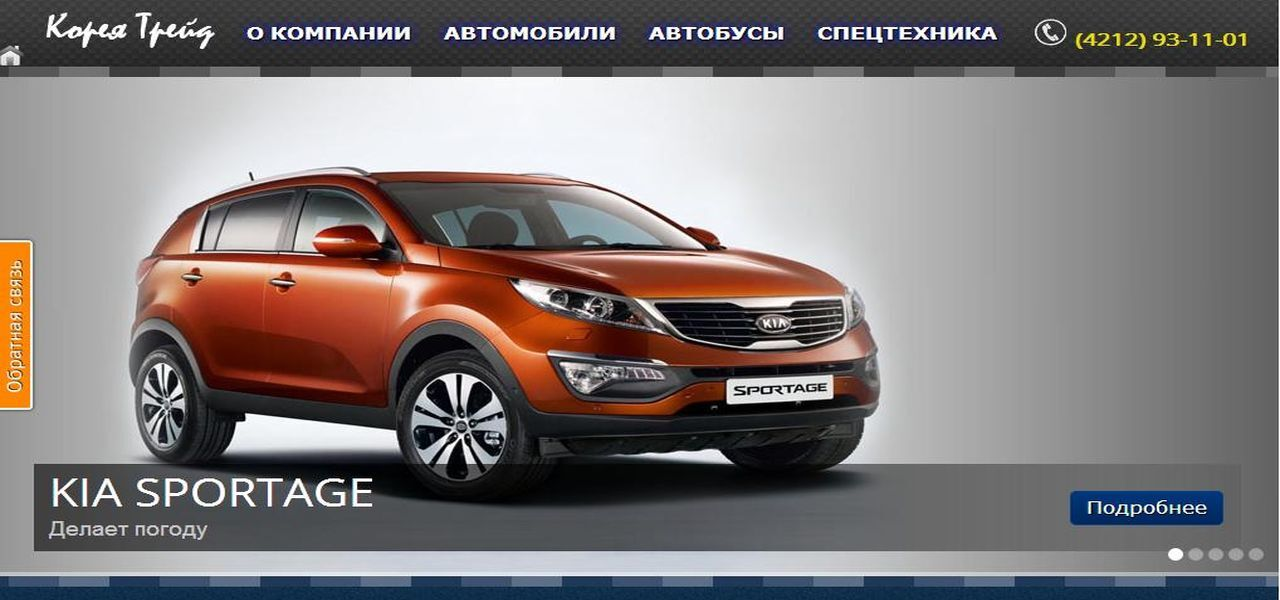 Корея Трейд
О КОМПАНИИ
АВТОМОБИЛИ
АВТОБУСЫ
СПЕЦТЕХНИКА
(4212) 93-11-01
Обратная связь
KIA
SPORTAGE
KIA SPORTAGE
Делает погоду
Подробнее